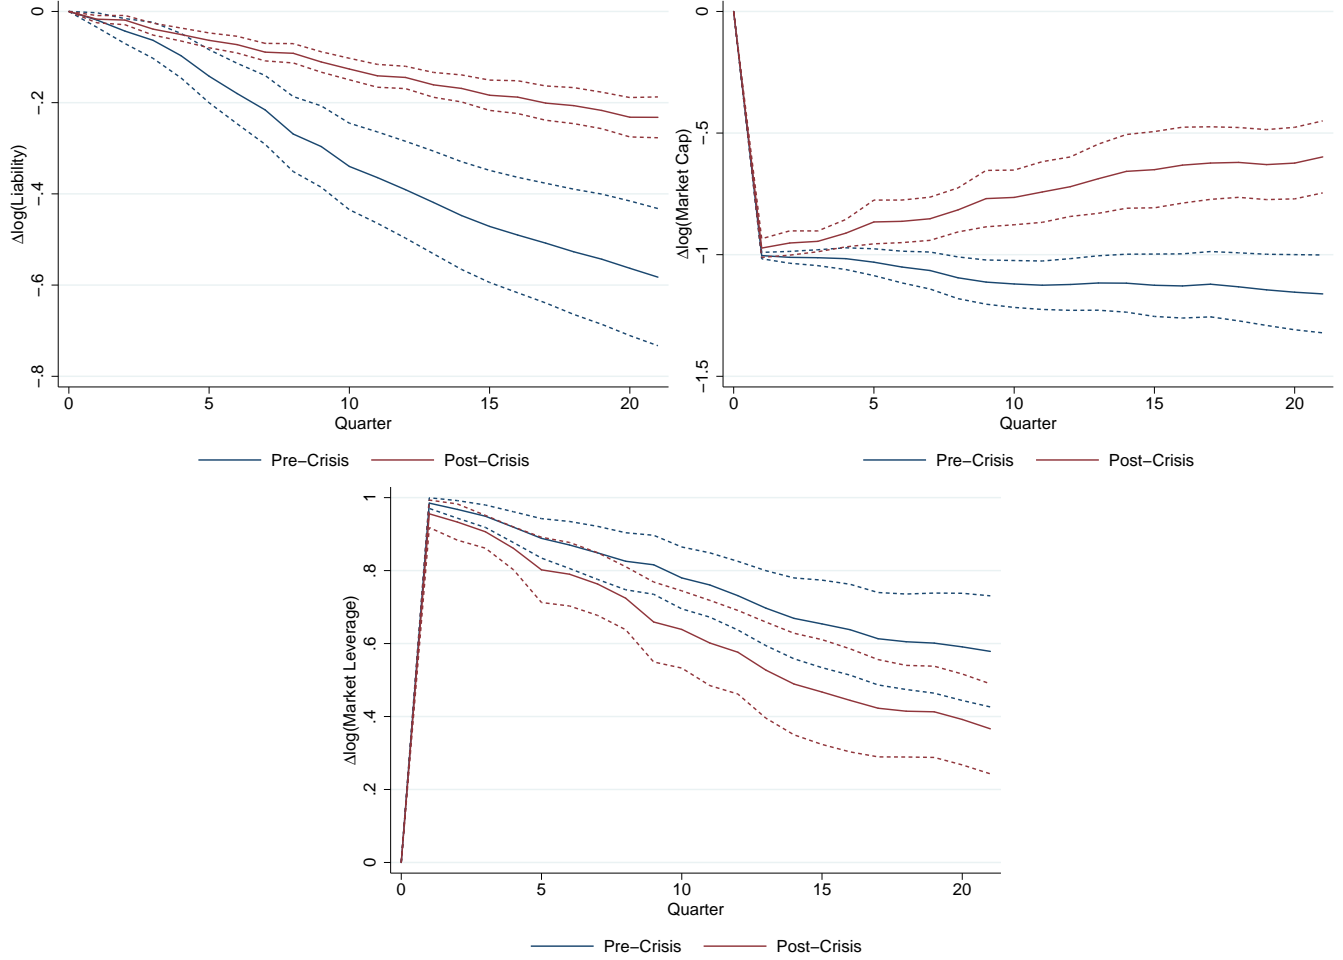 Δlog(Liability)
0
−.2
−.4
−.6
−.8
0 5 10 15 20
Quarter
Pre−Crisis Post−Crisis
Δlog(Market Cap)
0
−.5
−1
−1.5
0 5 10 15 20
Quarter
Pre−Crisis Post−Crisis
Δlog(Market Leverage)
1
.8
.6
.4
.2
0
0 5 10 15 20
Quarter
Pre−Crisis Post−Crisis